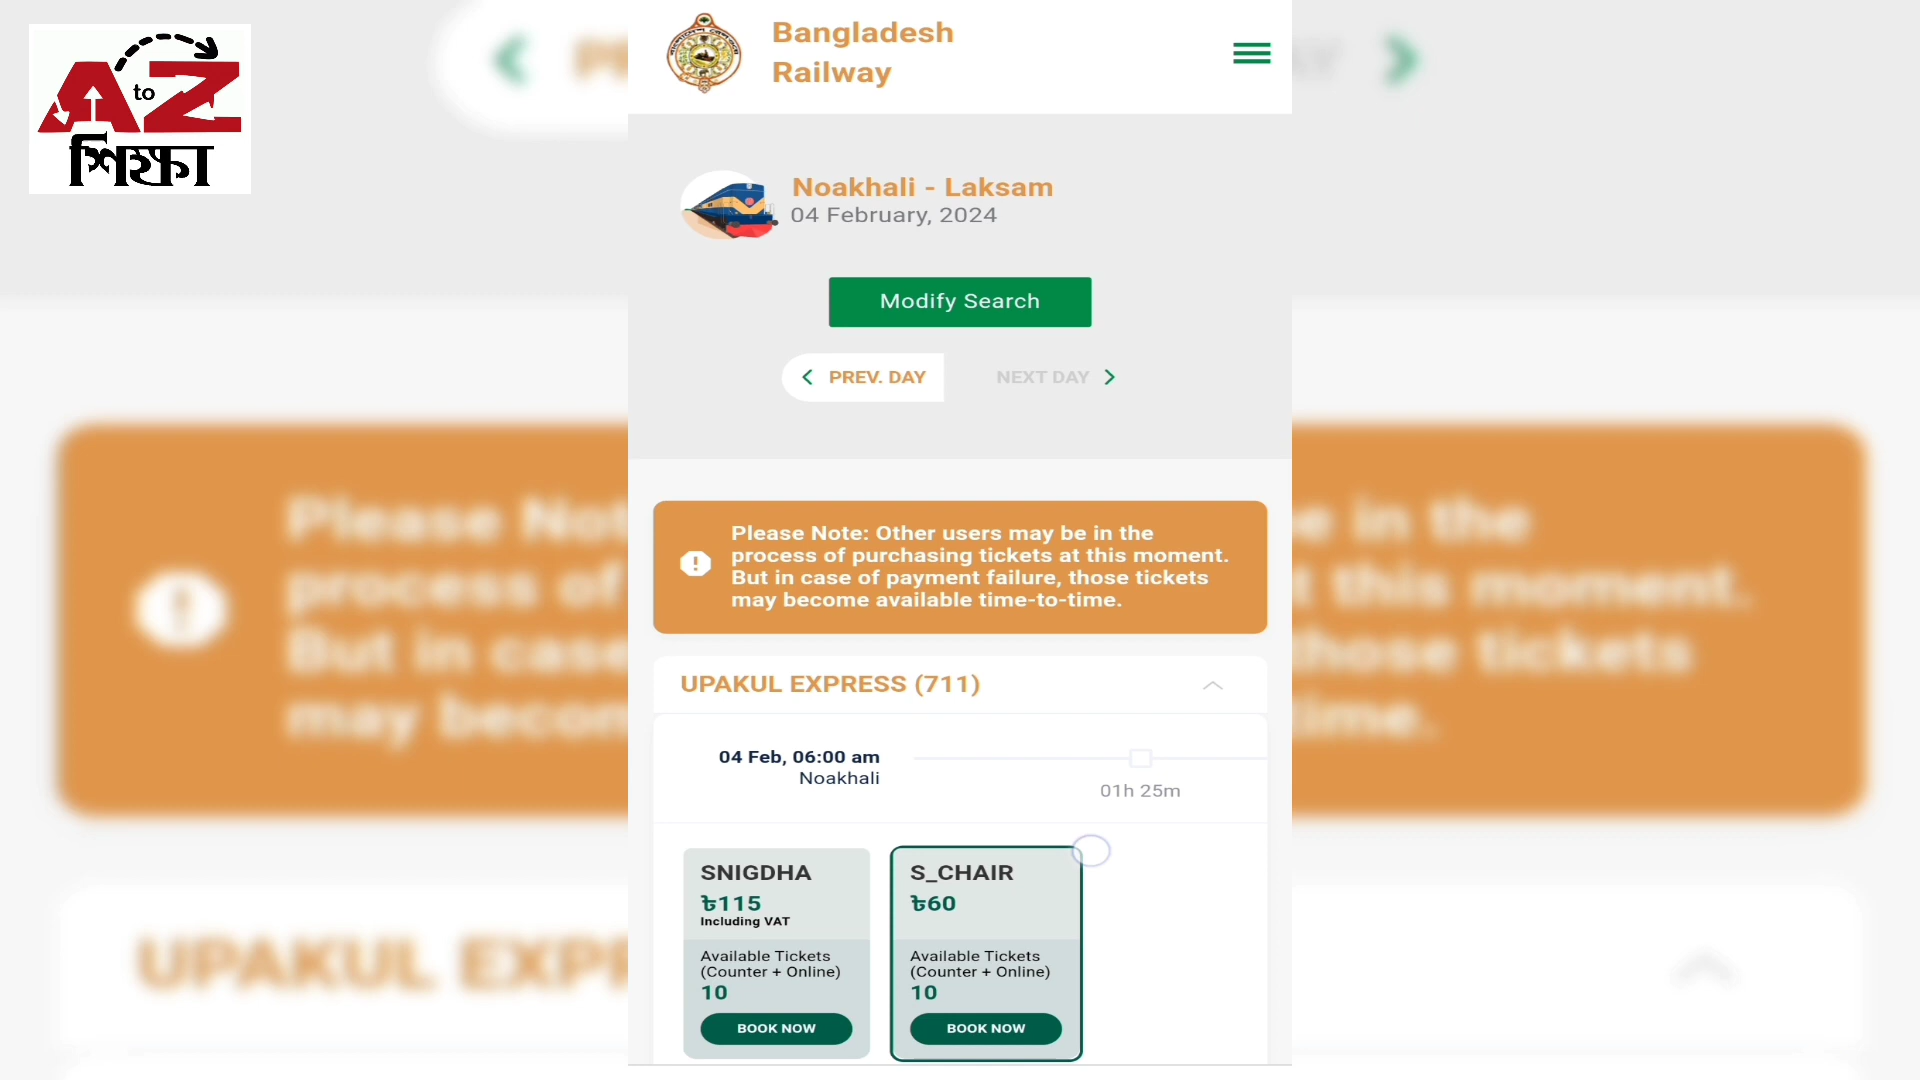 A to Z
শিক্ষা
Bangladesh
Railway
Noakhali - Laksam
04 February, 2024
Modify Search
PREV. DAY
NEXT DAY
Please Note: Other users may be in the
process of purchasing tickets at this moment.
But in case of payment failure, those tickets
may become available time-to-time.
UPAKUL EXPRESS (711)
04 Feb, 06:00 am
Noakhali
01h 25m
SNIGDHA
৳115
Including VAT
Available Tickets
(Counter + Online)
10
BOOK NOW
S_CHAIR
৳60
Available Tickets
(Counter + Online)
10
BOOK NOW